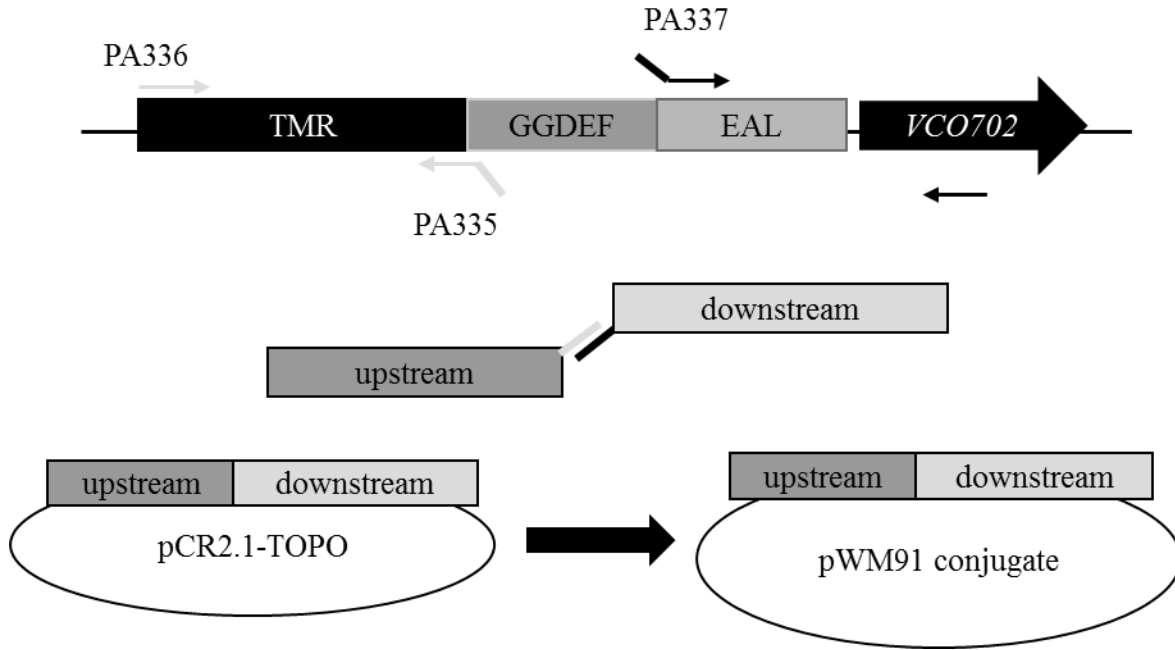 PA336
PA337
TMR
GGDEF
EAL
VCO702
PA335
downstream
upstream
upstream
downstream
upstream
downstream
pCR2.1-TOPO
pWM91 conjugate